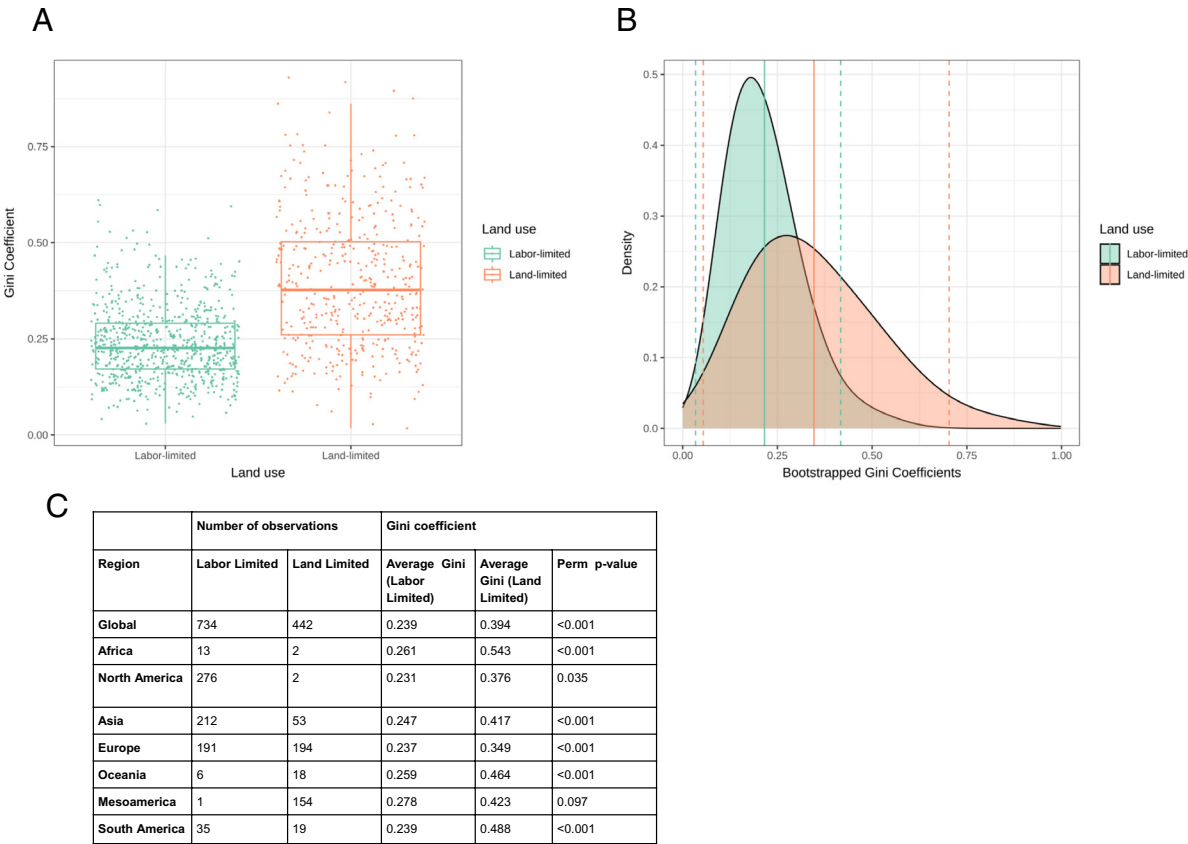 A
B
0.75
0.50
0.25
0.00
Gini Coefficient
Labor-limited
Land-limited
Land use
Land use
Labor-limited
Land-limited
0.5
0.4
0.3
0.2
0.1
0.0
Density
0.00
0.25
0.50
0.75
1.00
Bootstrapped Gini Coefficients
Land use
Labor-limited
Land-limited
C
Number of observations Gini coefficient
Region Labor Limited Land Limited Average Gini (Labor Limited) Average Gini (Land Limited) Perm p-value
Global 734 442 0.239 0.394 <0.001
Africa 13 2 0.261 0.543 <0.001
North America 276 2 0.231 0.376 0.035
Asia 212 53 0.247 0.417 <0.001
Europe 191 194 0.237 0.349 <0.001
Oceania 6 18 0.259 0.464 <0.001
Mesoamerica 1 154 0.278 0.423 0.097
South America 35 19 0.239 0.488 <0.001